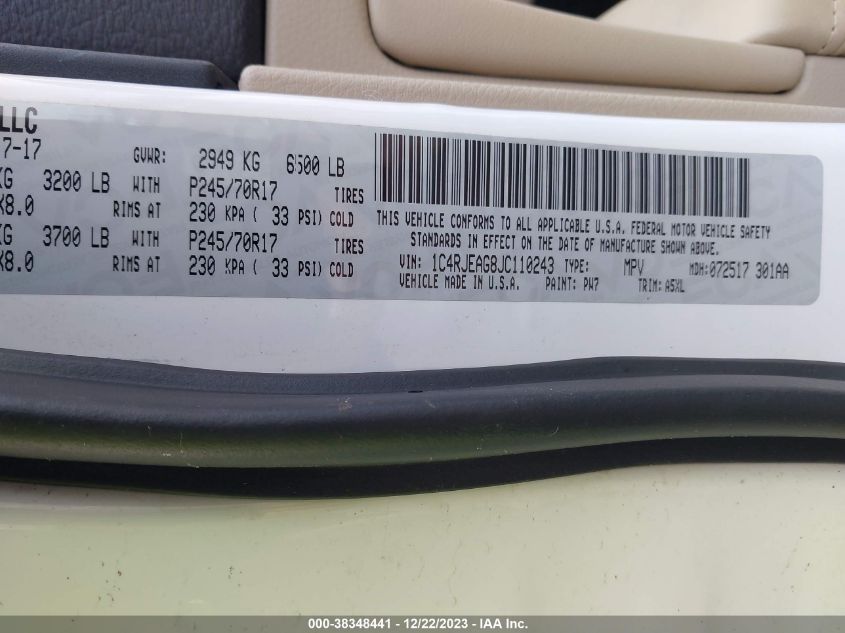 LLC
7-17 GVWR: 2949 KG 6500 LB
KG 3200 LB WITH P245/70R17 TIRES
X8.0 RIMS AT 230 KPA ( 33 PSI) COLD
KG 3700 LB WITH P245/70R17 TIRES
X8.0 RIMS AT 230 KPA ( 33 PSI) COLD
THIS VEHICLE CONFORMS TO ALL APPLICABLE U.S.A. FEDERAL MOTOR VEHICLE SAFETY
STANDARDS IN EFFECT ON THE DATE OF MANUFACTURE SHOWN ABOVE.
VIN: 1C4RJEAG8JC110243 TYPE: MPV MDH:072517 301AA
VEHICLE MADE IN U.S.A. PAINT: PW7 TRIM: A5XL
000-38348441 - 12/22/2023 - IAA Inc.